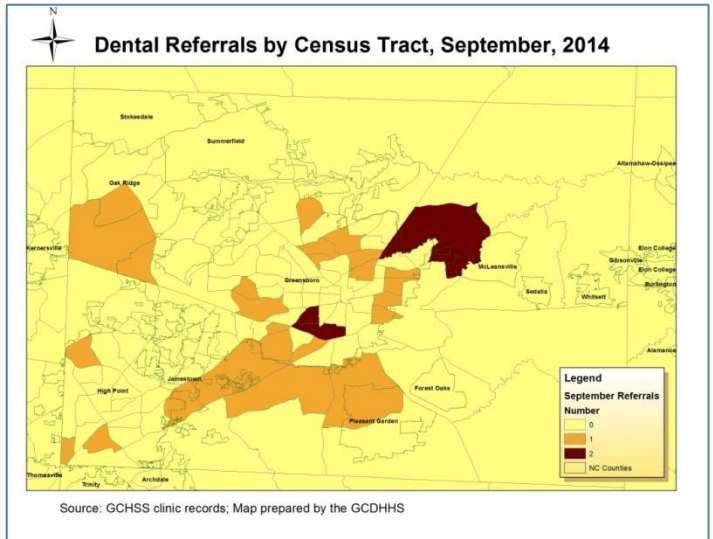 N
Dental Referrals by Census Tract, September, 2014
Stokesdale
Summerfield
Altamahaw-Ossipee
Oak Ridge
Kernersville
Elon College
Gibsonville
McLeansville
Elon College
Greensboro
Sedalia
Burlington
Whitsett
Alamance
Jamestown
High Point
Forest Oaks
Pleasant Garden
Thomasville
Trinity
Archdale
Legend
September Referrals
Number
0
1
2
NC Counties
Source: GCHSS clinic records; Map prepared by the GCDHHS